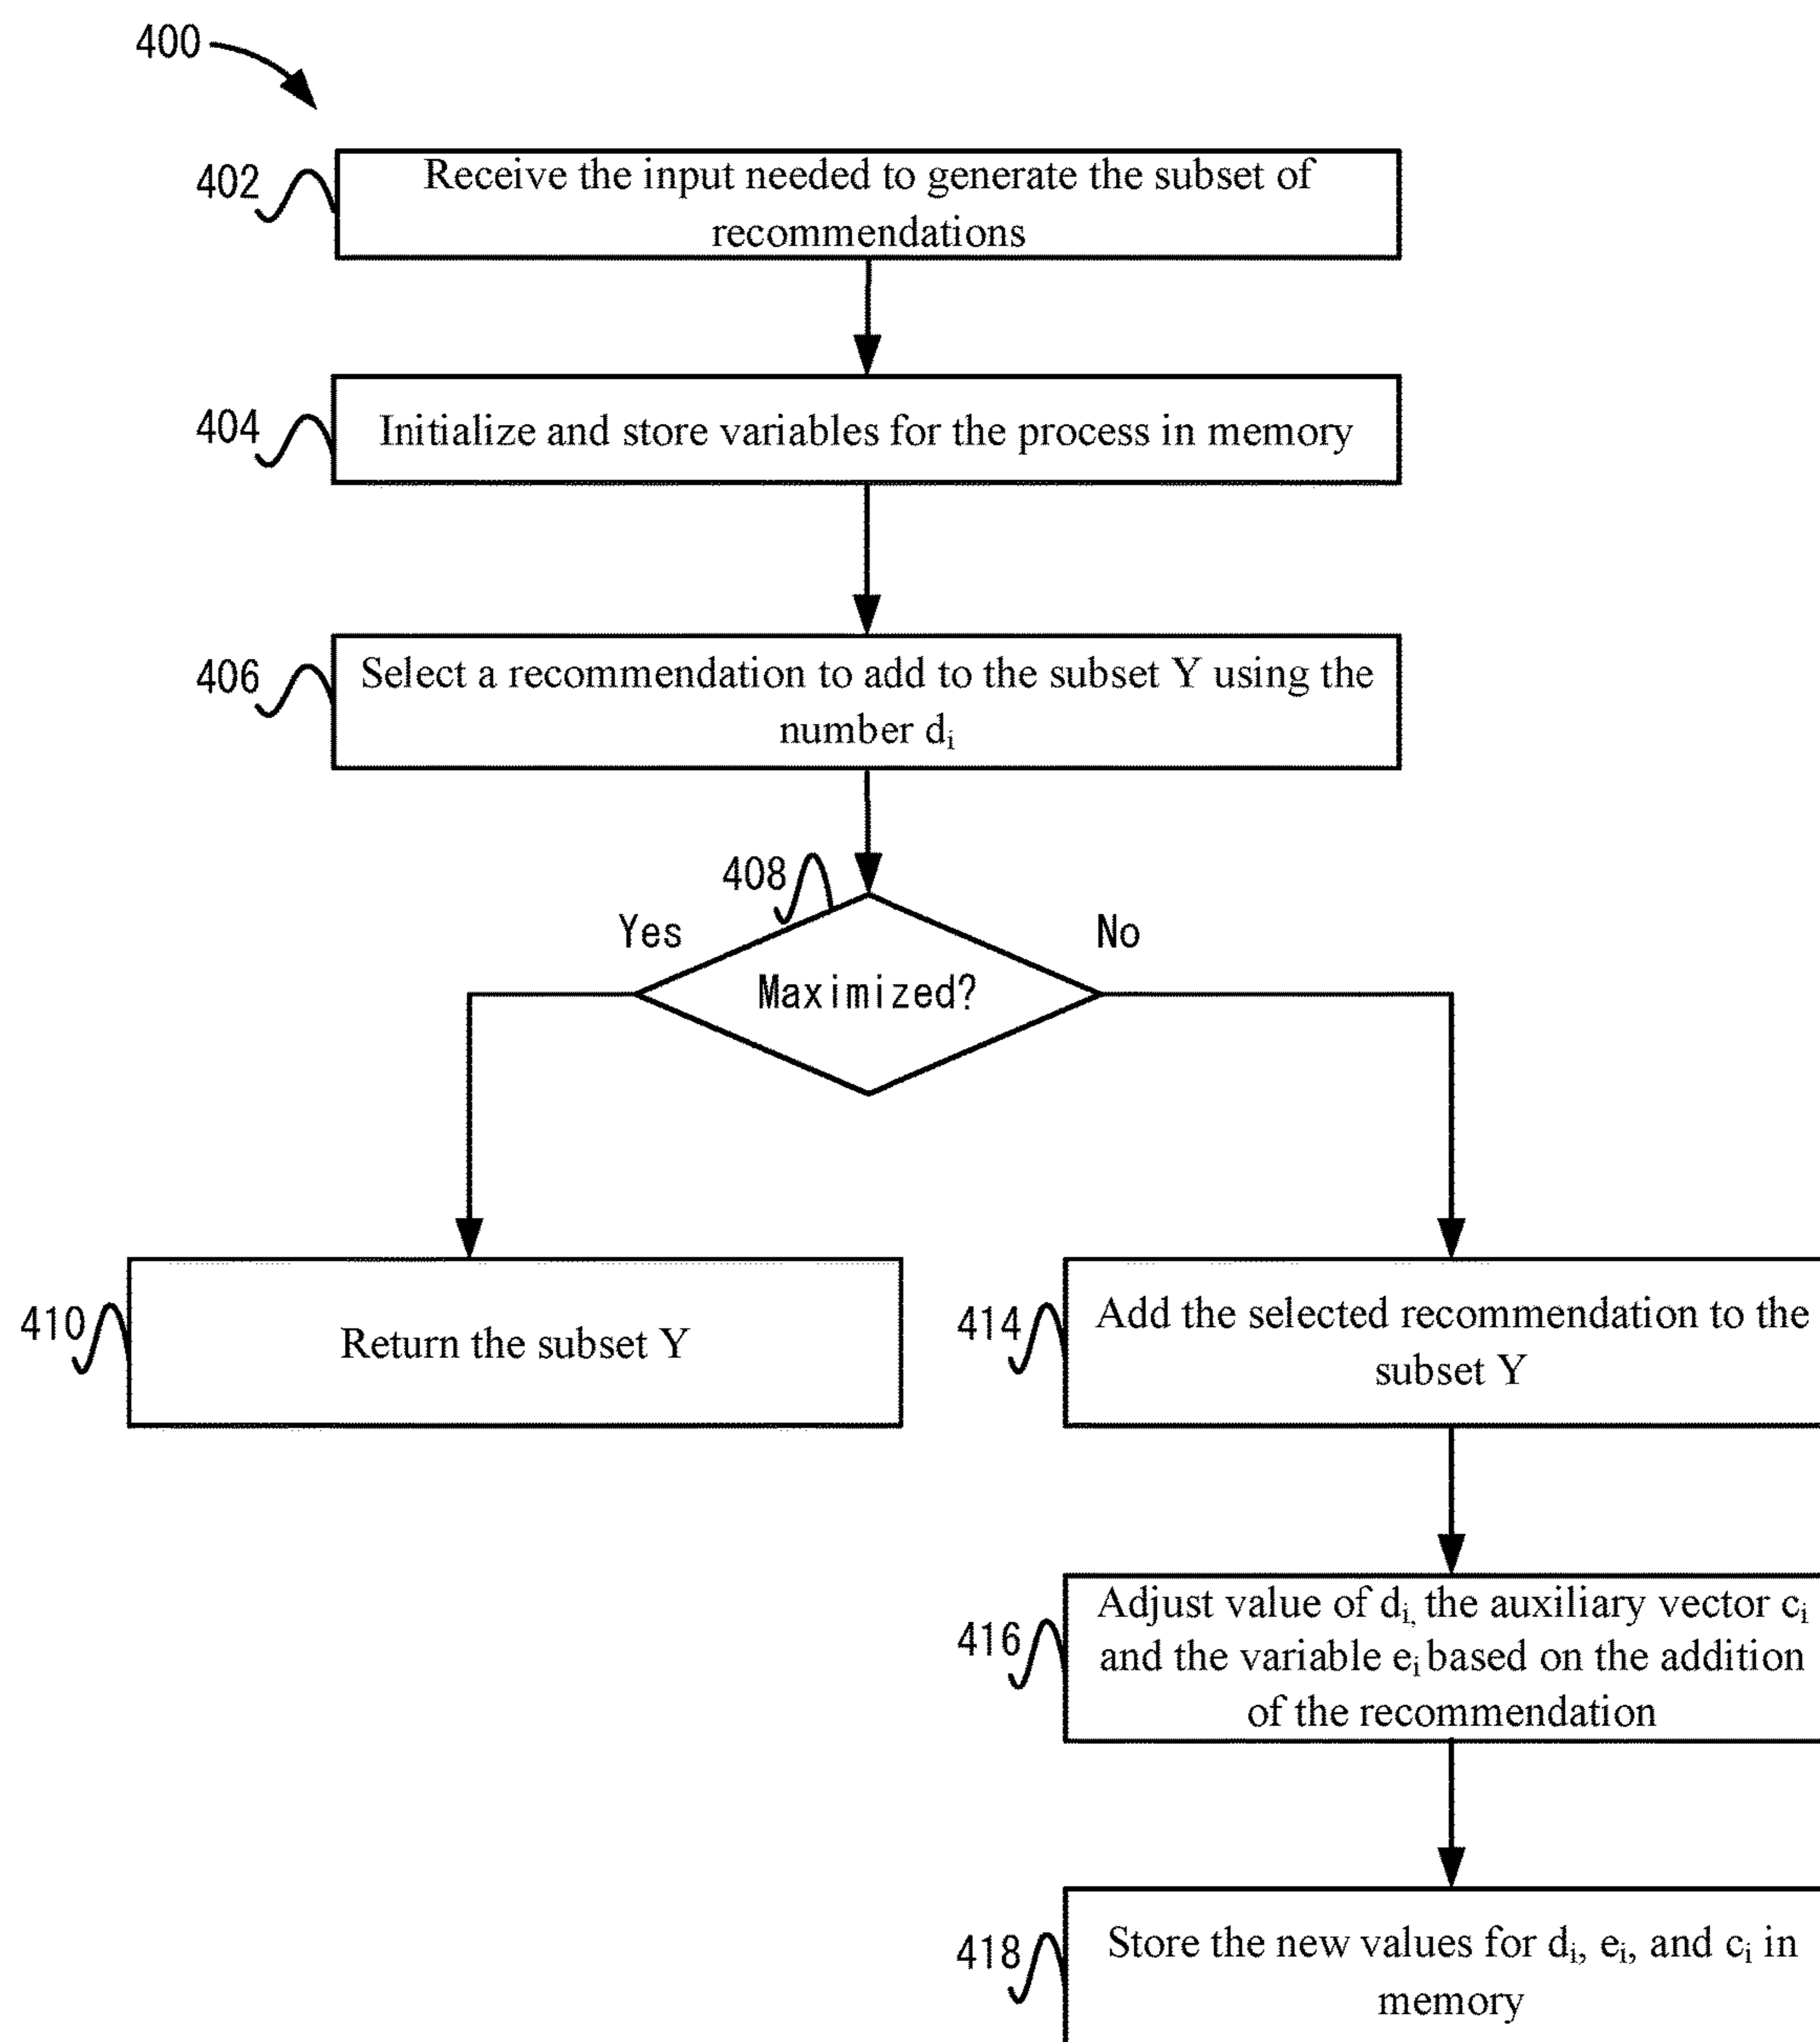 400
402
Receive the input needed to generate the subset of
recommendations
404
Initialize and store variables for the process in memory
406
Select a recommendation to add to the subset Y using the
number di
408
Yes
No
Maximized?
410
Return the subset Y
414
Add the selected recommendation to the
subset Y
416
Adjust value of di, the auxiliary vector ci
and the variable ei based on the addition
of the recommendation
418
Store the new values for di, ei, and ci in
memory